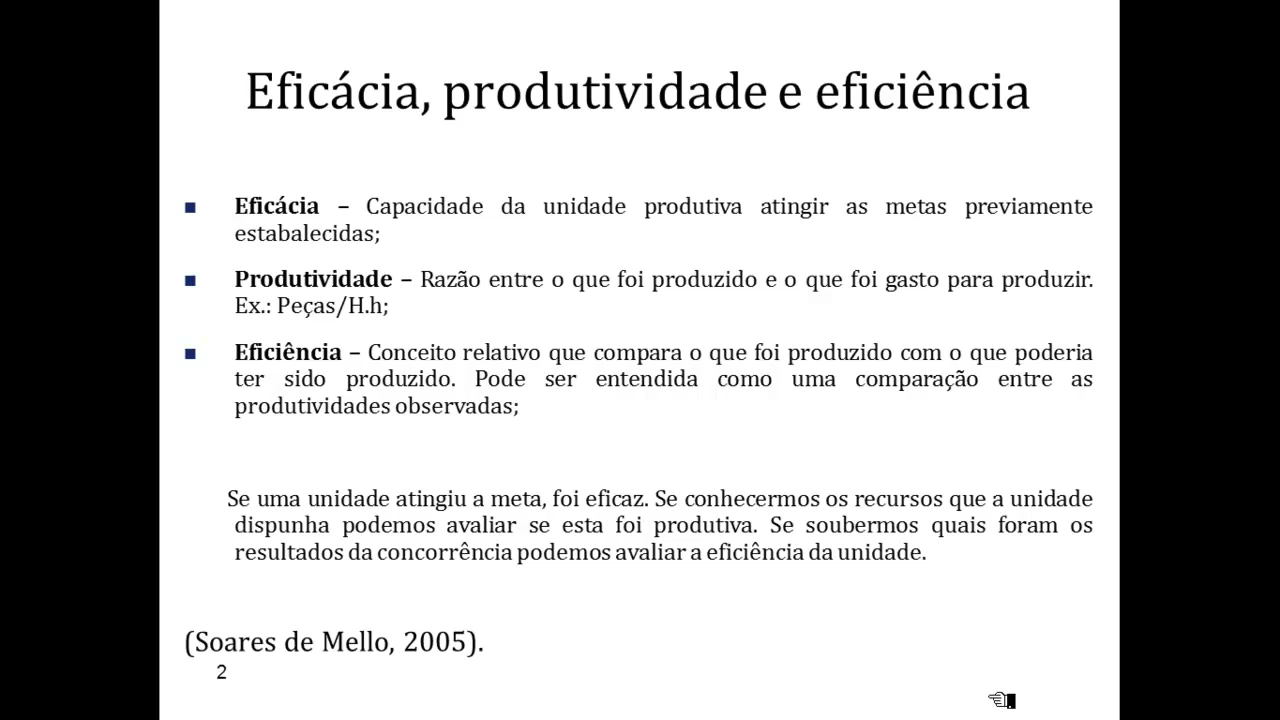 Eficácia, produtividade e eficiência
Eficácia – Capacidade da unidade produtiva atingir as metas previamente
estabalecidas;
Produtividade – Razão entre o que foi produzido e o que foi gasto para produzir.
Ex.: Peças/H.h;
Eficiência – Conceito relativo que compara o que foi produzido com o que poderia
ter sido produzido. Pode ser entendida como uma comparação entre as
produtividades observadas;
Se uma unidade atingiu a meta, foi eficaz. Se conhecermos os recursos que a unidade
dispunha podemos avaliar se esta foi produtiva. Se soubermos quais foram os
resultados da concorrência podemos avaliar a eficiência da unidade.
(Soares de Mello, 2005).
2